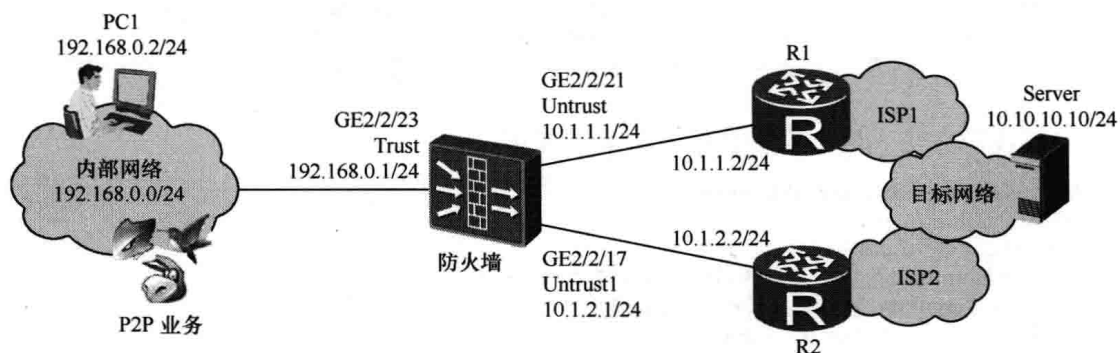 PC1
192.168.0.2/24
内部网络
192.168.0.0/24
P2P 业务
GE2/2/23
Trust
192.168.0.1/24
防火墙
GE2/2/21
Untrust
10.1.1.1/24
10.1.1.2/24
R1
R
ISP1
GE2/2/17
Untrust1
10.1.2.1/24
10.1.2.2/24
R
R2
ISP2
目标网络
Server
10.10.10.10/24